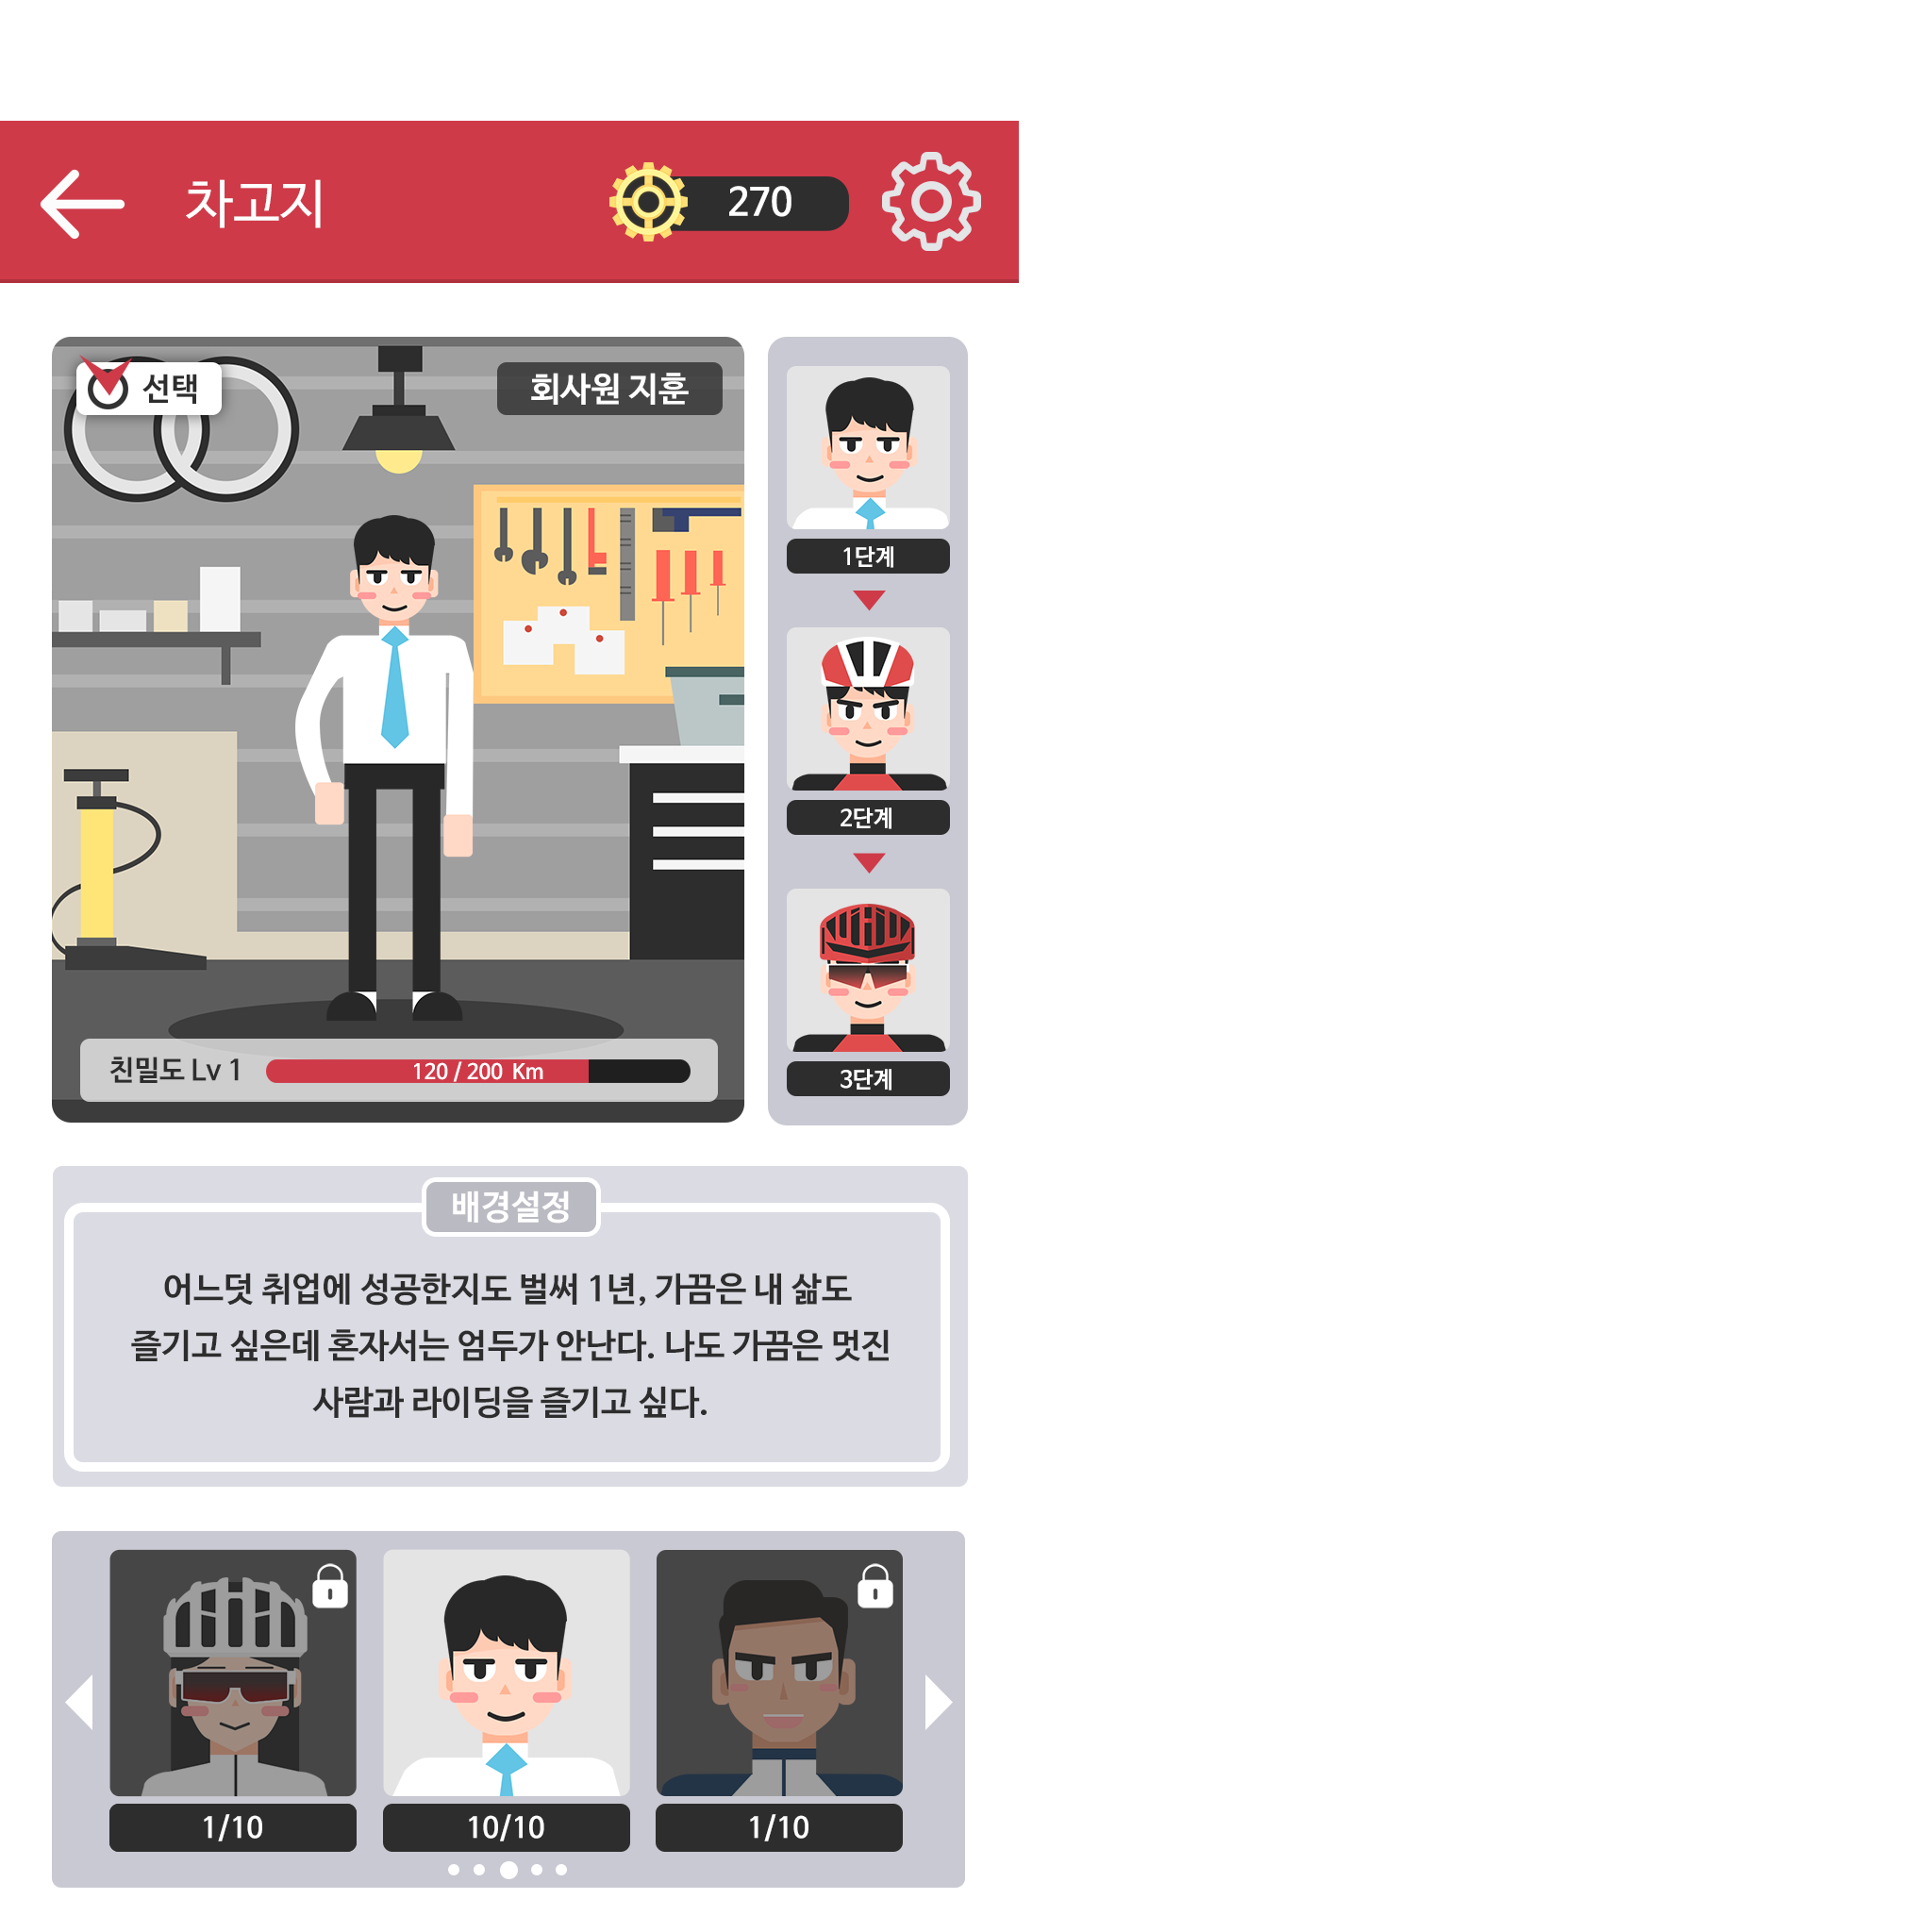 차고지
270
선택
회사원 지훈
1단계
2단계
3단계
친밀도 Lv 1
120 / 200 Km
배경설정
어느덧 취업에 성공한지도 벌써 1년, 가끔은 내 삶도
즐기고 싶은데 혼자서는 엄두가 안난다. 나도 가끔은 멋진
사람과 라이딩을 즐기고 싶다.
1/10
10/10
1/10